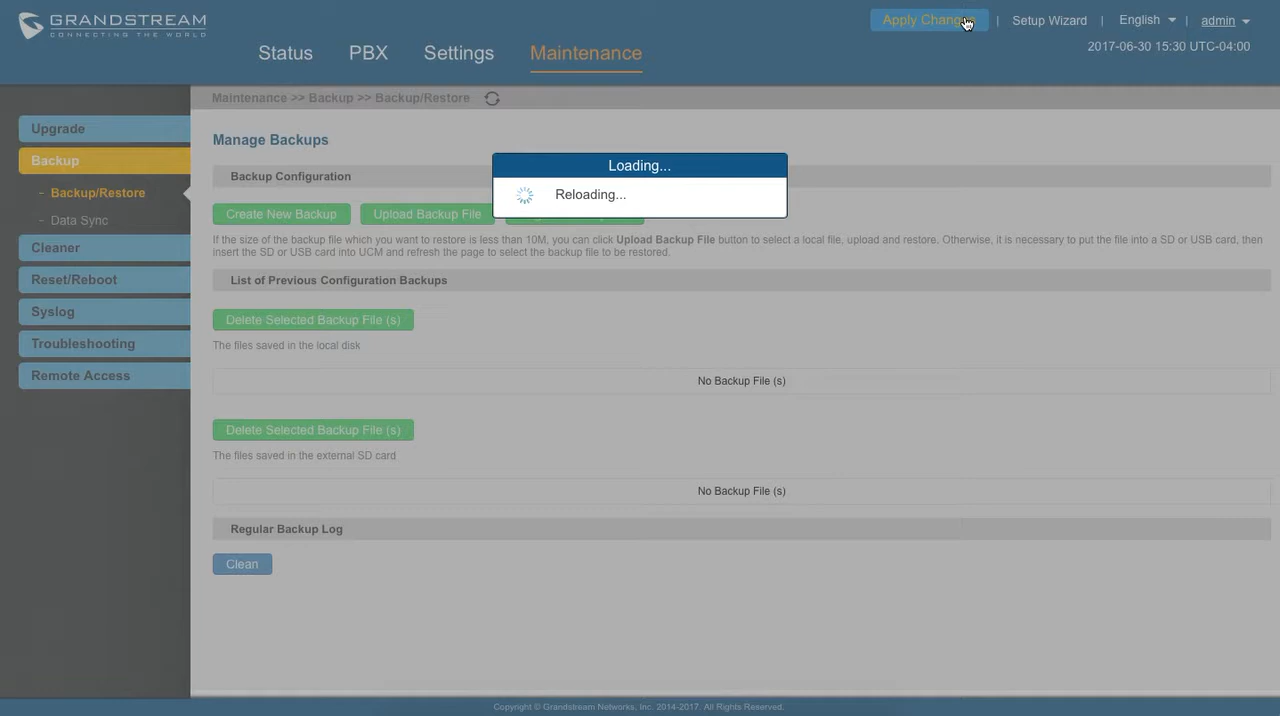 GRANDSTREAM
CONNECTING THE WORLD
Apply Changes | Setup Wizard | English | admin
2017-06-30 15:30 UTC-04:00
Status PBX Settings Maintenance
Maintenance >> Backup >> Backup/Restore
Upgrade
Backup
- Backup/Restore
- Data Sync
Cleaner
Reset/Reboot
Syslog
Troubleshooting
Remote Access
Manage Backups
Loading...
Reloading...
Backup Configuration
Create New Backup Upload Backup File
If the size of the backup file which you want to restore is less than 10M, you can click Upload Backup File button to select a local file, upload and restore. Otherwise, it is necessary to put the file into a SD or USB card, then
insert the SD or USB card into UCM and refresh the page to select the backup file to be restored.
List of Previous Configuration Backups
Delete Selected Backup File (s)
The files saved in the local disk
No Backup File (s)
Delete Selected Backup File (s)
The files saved in the external SD card
No Backup File (s)
Regular Backup Log
Clean
Copyright © Grandstream Networks, Inc. 2014-2017. All Rights Reserved.